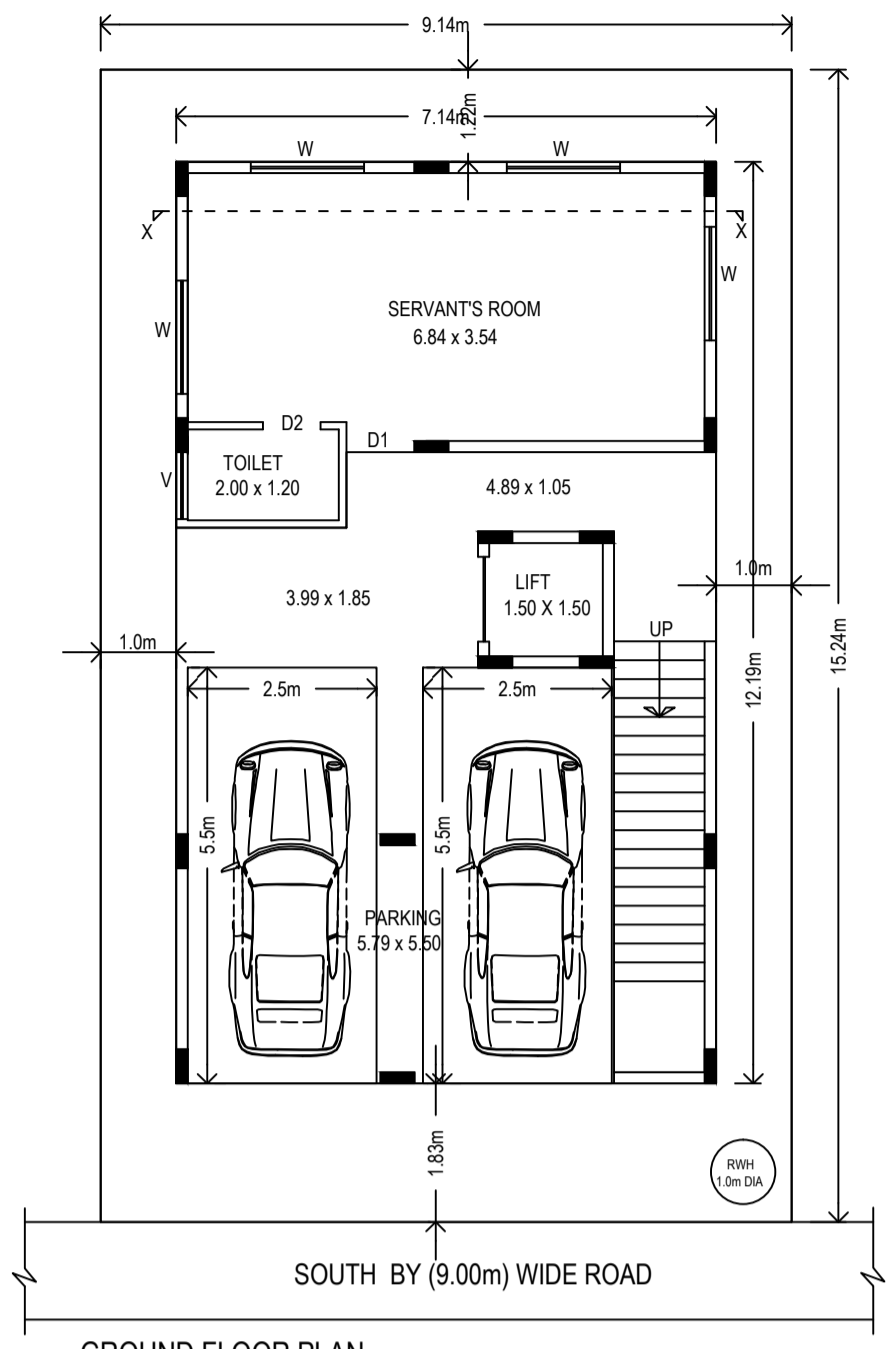 9.14m
7.14m
1.22m
W
W
X
X
W
W
SERVANT'S ROOM
6.84 x 3.54
D2
D1
TOILET
2.00 x 1.20
V
4.89 x 1.05
LIFT
1.50 X 1.50
3.99 x 1.85
1.0m
1.0m
UP
12.19m
15.24m
2.5m
2.5m
5.5m
5.5m
PARKING
5.79 x 5.50
1.83m
RWH
1.0m DIA
SOUTH BY (9.00m) WIDE ROAD
GROUND FLOOR PLAN